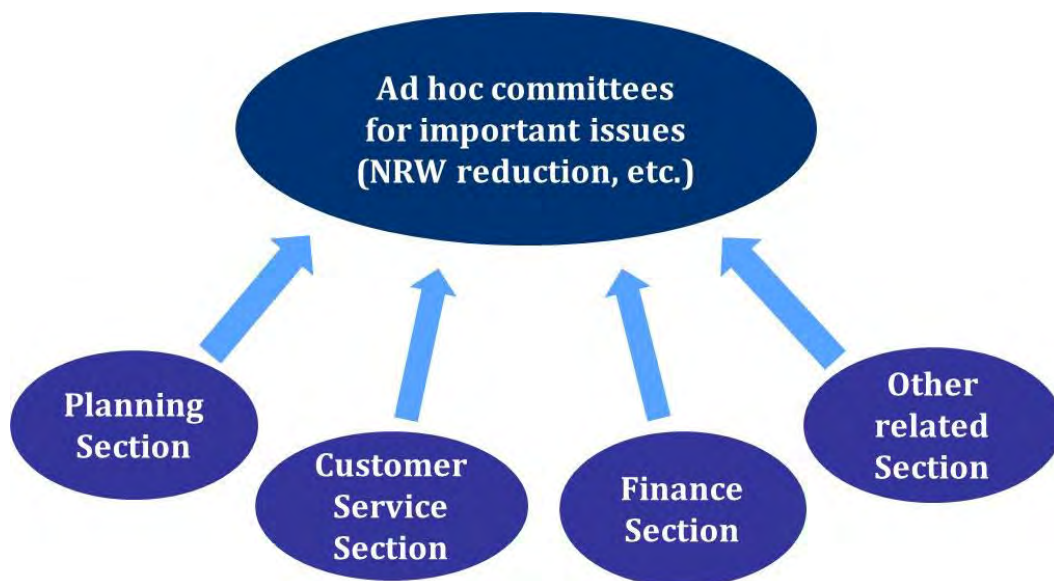 Ad hoc committees
for important issues
(NRW reduction, etc.)
Planning
Section
Customer
Service
Section
Finance
Section
Other
related
Section